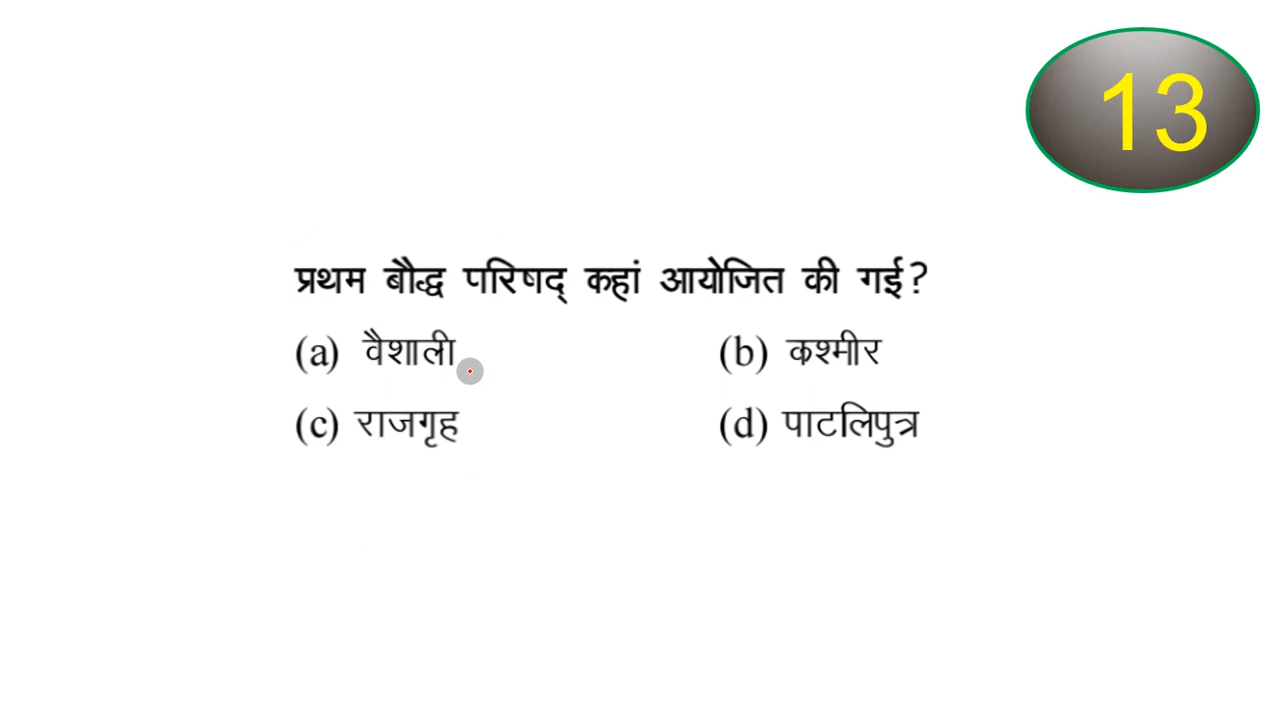 13
प्रथम बौद्ध परिषद् कहां आयोजित की गई?
(a) वैशाली (b) कश्मीर
(c) राजगृह (d) पाटलिपुत्र